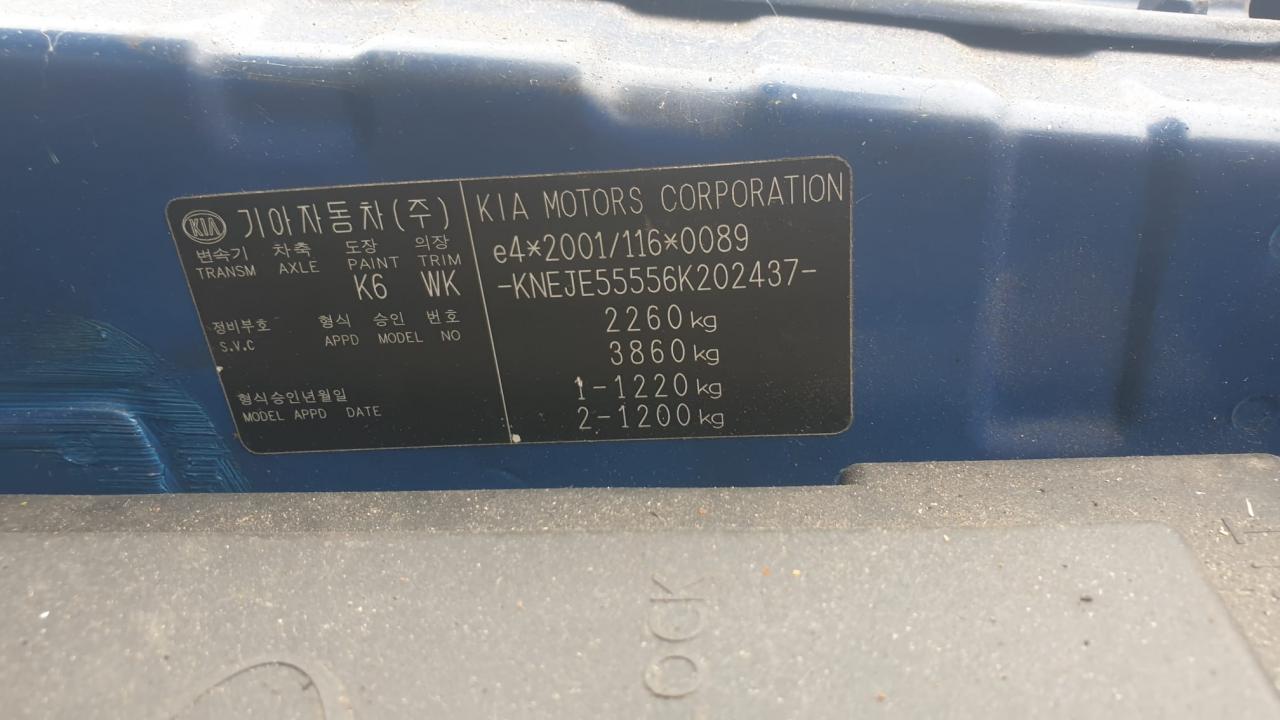 KIA 기아자동차(주)
변속기 차축 도장 의장
TRANSM AXLE PAINT TRIM
K6 WK
정비부호 형식 승인 번호
S.V.C APPD MODEL NO
형식승인년월일
MODEL APPD DATE
KIA MOTORS CORPORATION
e4*2001/116*0089
-KNEJE55556K202437-
2260kg
3860kg
1-1220kg
2-1200kg